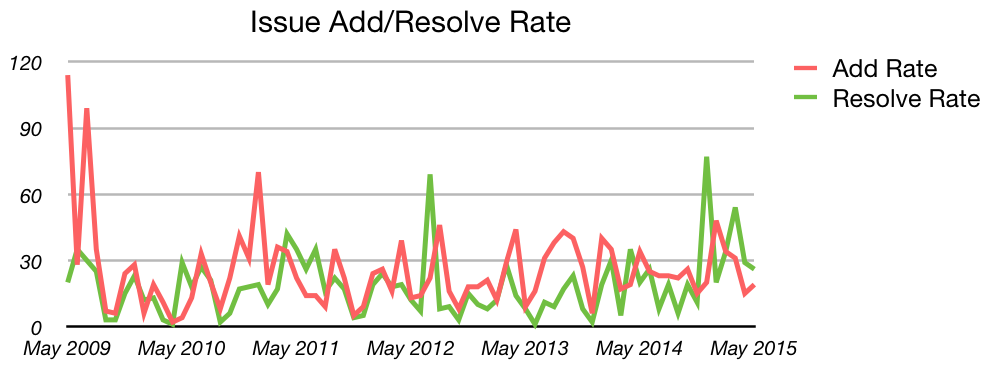 Issue Add/Resolve Rate
120
90
60
30
0
May 2009 May 2010 May 2011 May 2012 May 2013 May 2014 May 2015
Add Rate
Resolve Rate